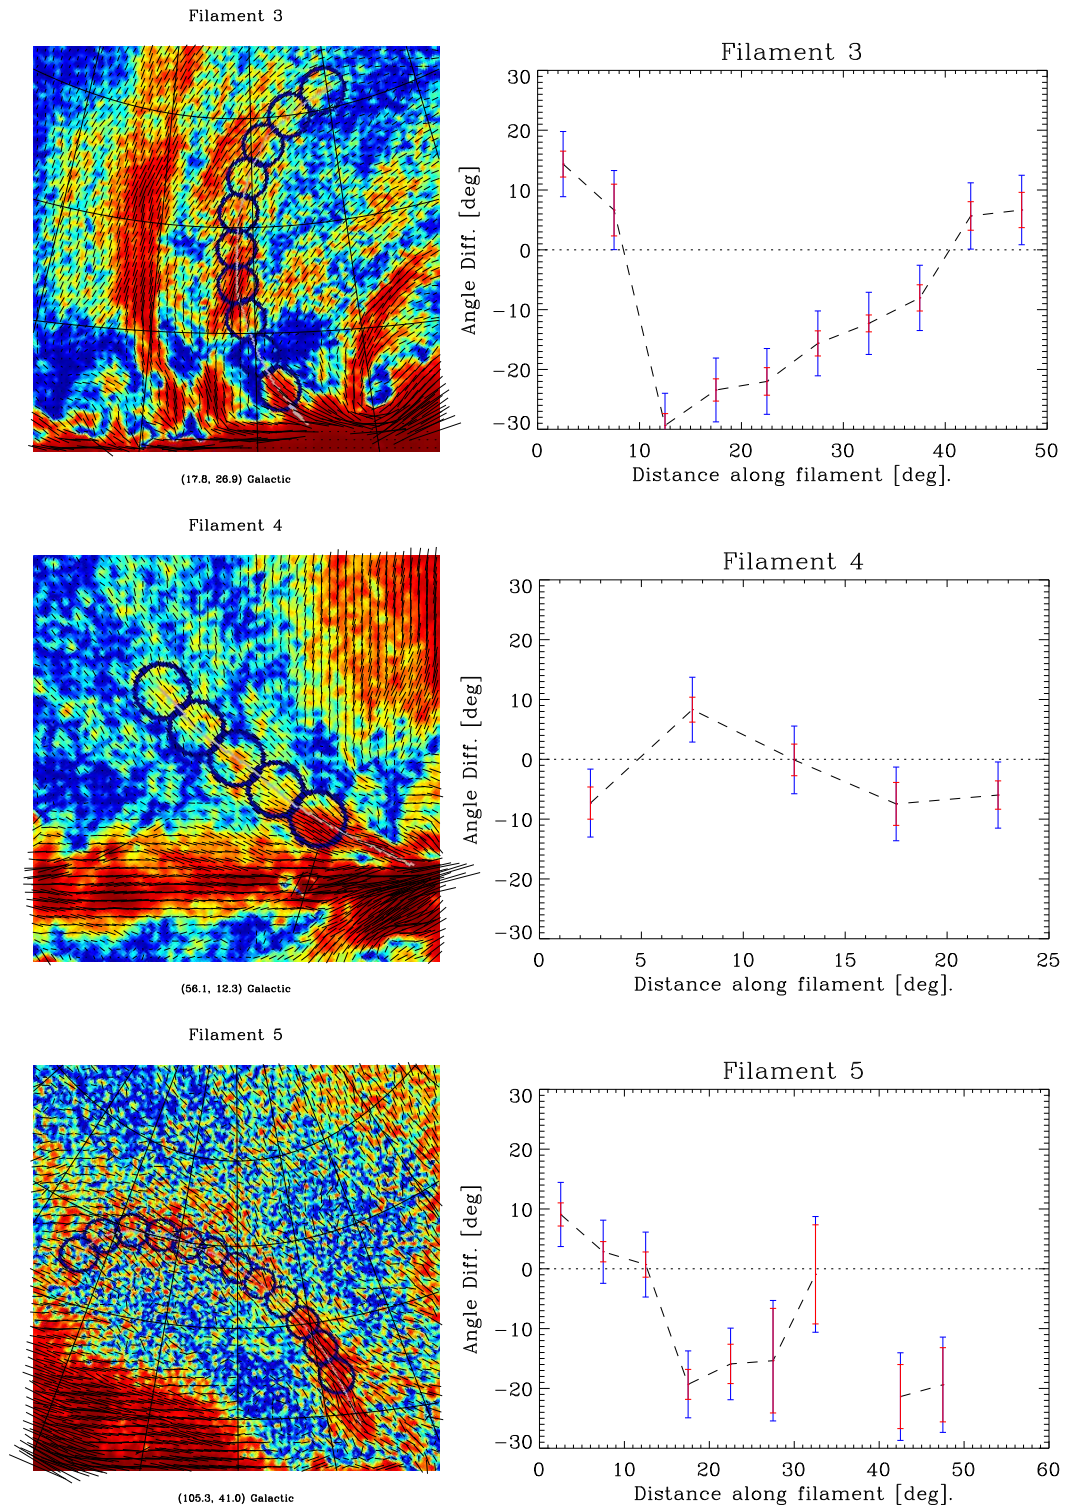 Filament 3
Filament 3
30
20
10
0
−10
−20
−30
Angle Diff. [deg]
0 10 20 30 40 50
Distance along filament [deg].
(17.8, 26.9) Galactic
Filament 4
Filament 4
30
20
10
0
−10
−20
−30
Angle Diff. [deg]
0 5 10 15 20 25
Distance along filament [deg].
(56.1, 12.3) Galactic
Filament 5
Filament 5
30
20
10
0
−10
−20
−30
Angle Diff. [deg]
0 10 20 30 40 50 60
Distance along filament [deg].
(105.3, 41.0) Galactic